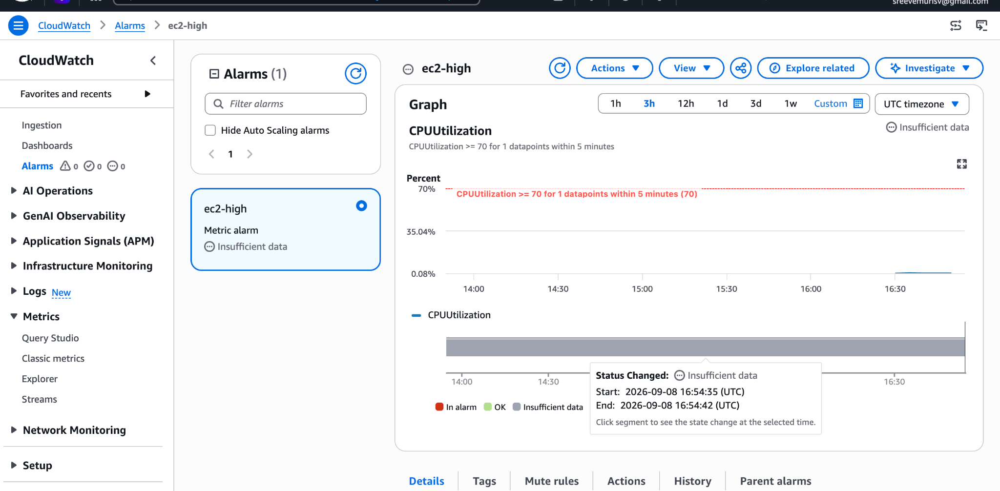 sreevemurisv@gmail.com
CloudWatch > Alarms > ec2-high
CloudWatch
Favorites and recents
Ingestion
Dashboards
Alarms 0 0 0
AI Operations
GenAI Observability
Application Signals (APM)
Infrastructure Monitoring
Logs New
Metrics
Query Studio
Classic metrics
Explorer
Streams
Network Monitoring
Setup
Alarms (1)
Filter alarms
Hide Auto Scaling alarms
1
ec2-high
Metric alarm
Insufficient data
ec2-high
Actions
View
Explore related
Investigate
Graph
1h 3h 12h 1d 3d 1w Custom
UTC timezone
CPUUtilization
Insufficient data
CPUUtilization >= 70 for 1 datapoints within 5 minutes
Percent
70%
CPUUtilization >= 70 for 1 datapoints within 5 minutes (70)
35.04%
0.08%
14:00 14:30 15:00 15:30 16:00 16:30
CPUUtilization
14:00 14:30 16:30
Status Changed: Insufficient data
Start: 2026-09-08 16:54:35 (UTC)
End: 2026-09-08 16:54:42 (UTC)
Click segment to see the state change at the selected time.
In alarm OK Insufficient data
Details Tags Mute rules Actions History Parent alarms